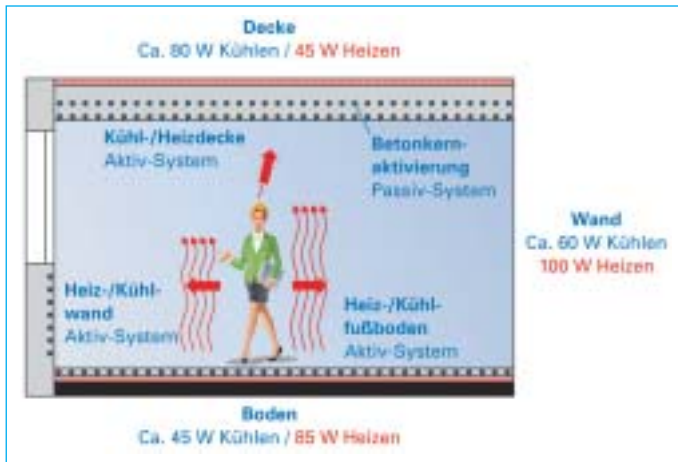 Decke
Ca. 80 W Kühlen / 45 W Heizen
Kühl-/Heizdecke
Aktiv-System
Betonkern-
aktivierung
Passiv-System
Wand
Ca. 60 W Kühlen
100 W Heizen
Heiz-/Kühl-
wand
Aktiv-System
Heiz-/Kühl-
fußboden
Aktiv-System
Boden
Ca. 45 W Kühlen / 85 W Heizen